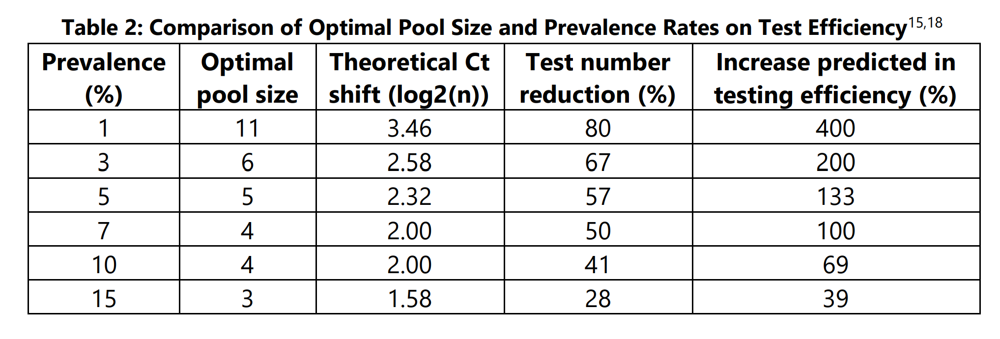 Table 2: Comparison of Optimal Pool Size and Prevalence Rates on Test Efficiency15,18
Prevalence (%) Optimal pool size Theoretical Ct shift (log2(n)) Test number reduction (%) Increase predicted in testing efficiency (%)
1 11 3.46 80 400
3 6 2.58 67 200
5 5 2.32 57 133
7 4 2.00 50 100
10 4 2.00 41 69
15 3 1.58 28 39